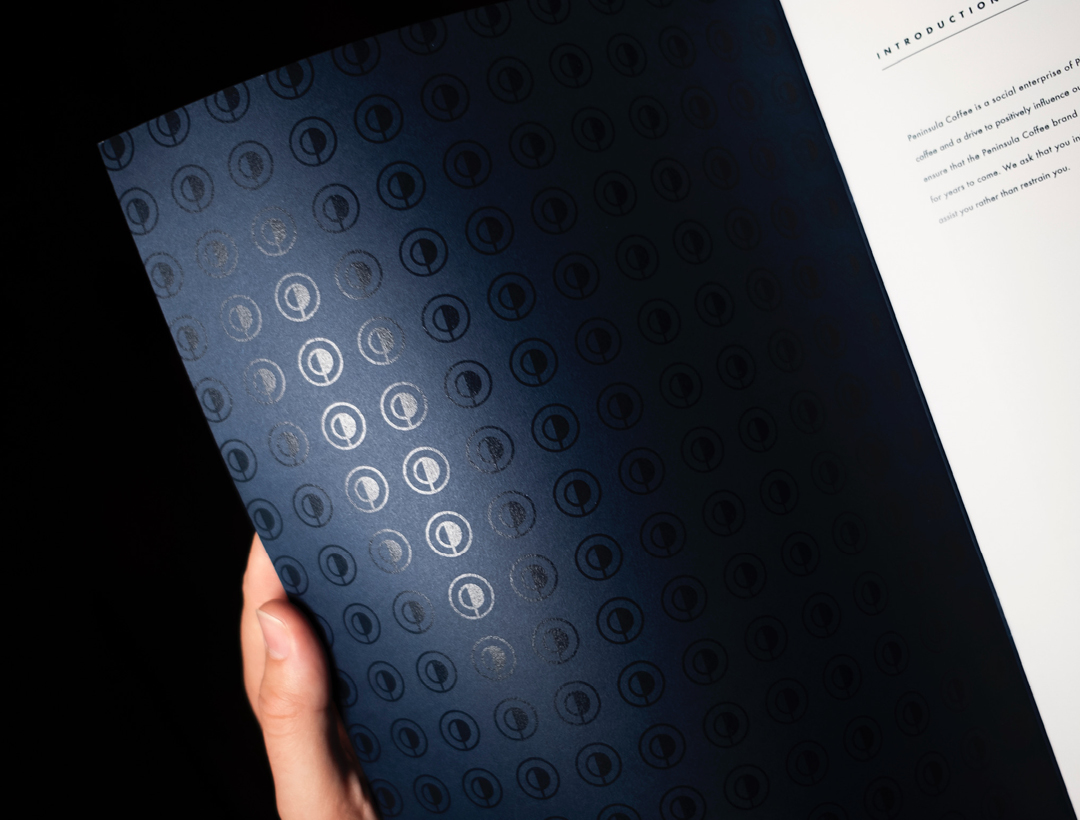 INTRODUCTION
Peninsula Coffee is a social enterprise of
coffee and a drive to positively influence
ensure that the Peninsula Coffee brand
for years to come. We ask that you
assist you rather than restrain you.